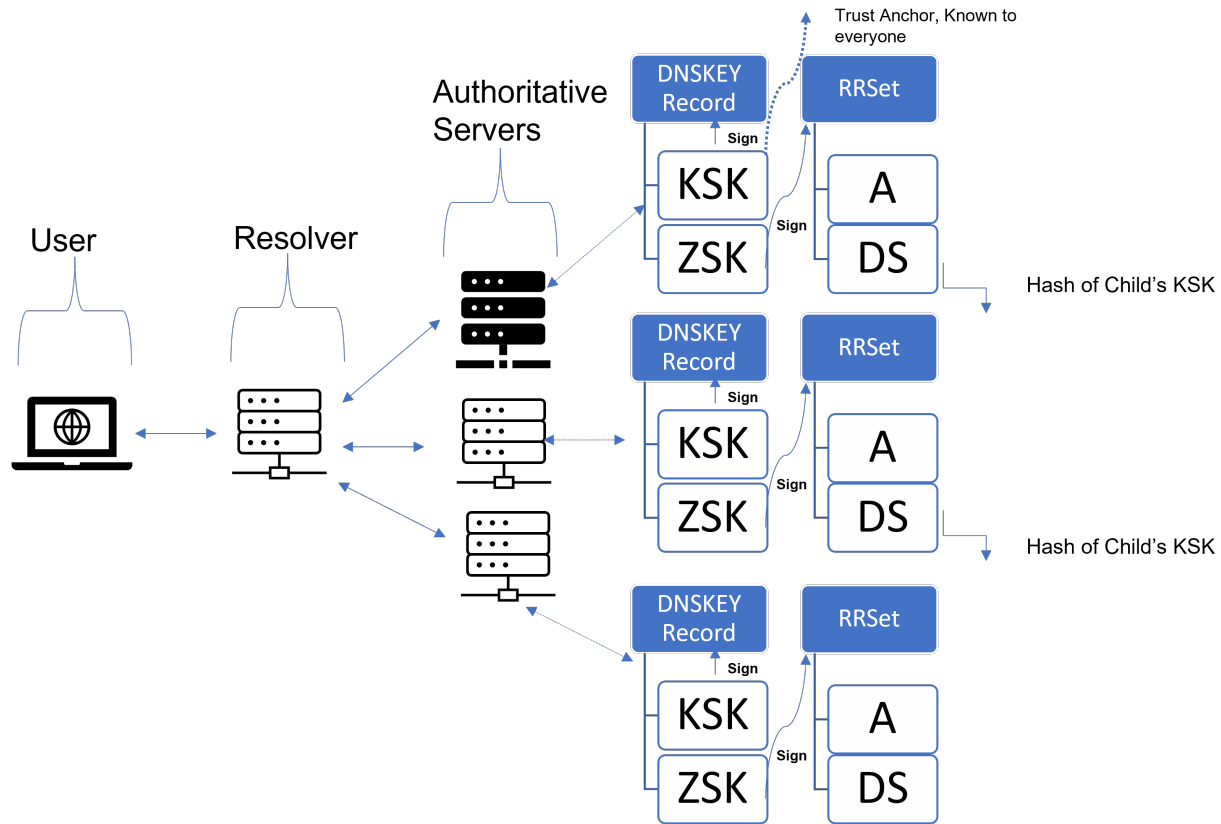 Trust Anchor, Known to
everyone
User
Resolver
Authoritative
Servers
DNSKEY
Record
RRSet
Sign
KSK
ZSK
Sign
A
DS
Hash of Child's KSK
DNSKEY
Record
RRSet
Sign
KSK
ZSK
Sign
A
DS
Hash of Child's KSK
DNSKEY
Record
RRSet
Sign
KSK
ZSK
Sign
A
DS